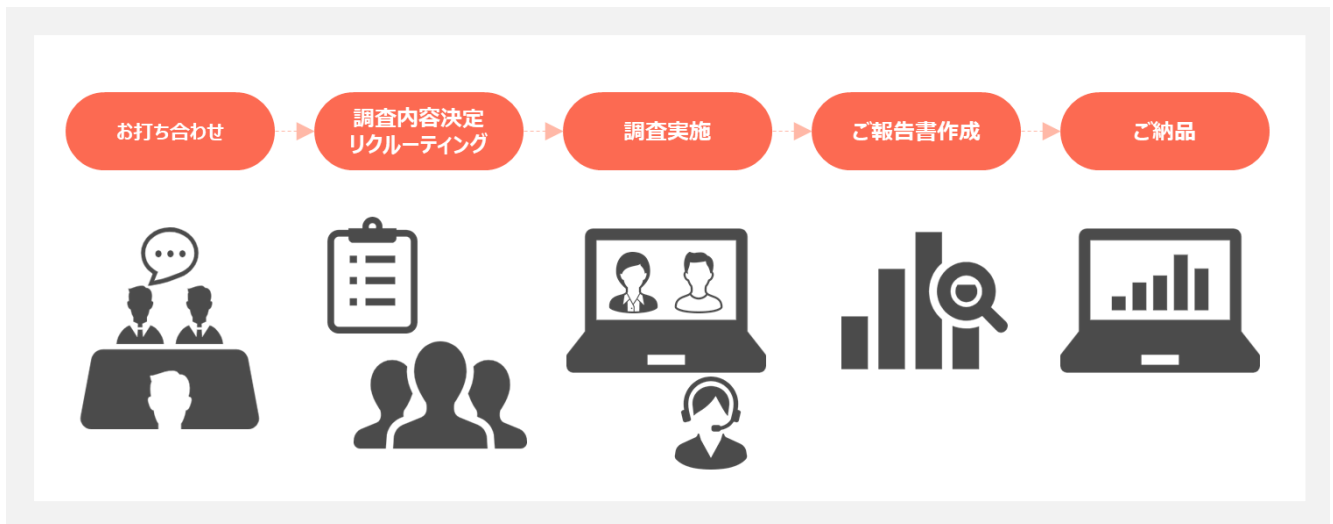 お打ち合わせ
調査内容決定
リクルーティング
調査実施
ご報告書作成
ご納品